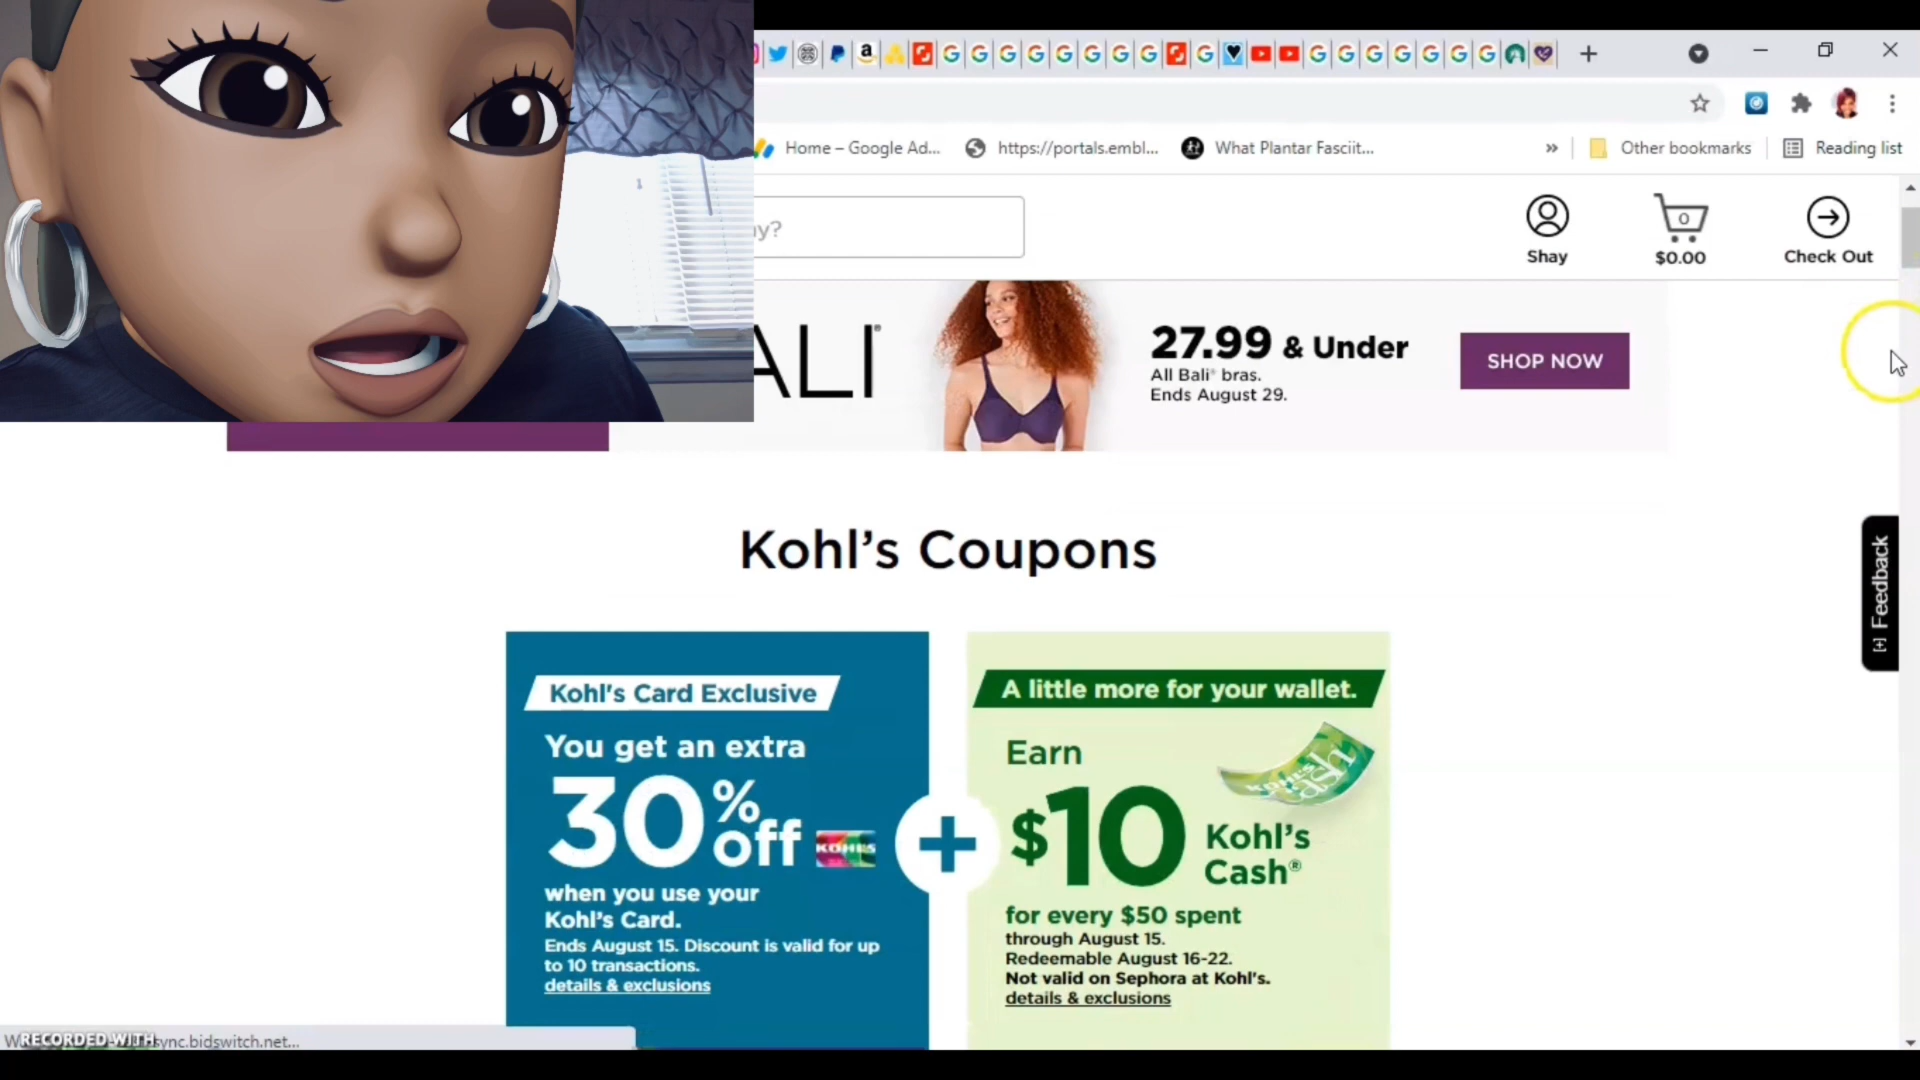 Home – Google Ad...
https://portals.embl...
What Plantar Fasciit...
»
Other bookmarks
Reading list
y?
0
Shay
$0.00
Check Out
ALI®
27.99 & Under
All Bali® bras.
Ends August 29.
SHOP NOW
Kohl's Coupons
[+] Feedback
Kohl's Card Exclusive
You get an extra
30% off
KOHL'S
when you use your
Kohl's Card.
Ends August 15. Discount is valid for up
to 10 transactions.
details & exclusions
+
A little more for your wallet.
KOHL'S cash
Earn
$10 Kohl's Cash®
for every $50 spent
through August 15.
Redeemable August 16-22.
Not valid on Sephora at Kohl's.
details & exclusions
RECORDED WITH
sync.bidswitch.net...